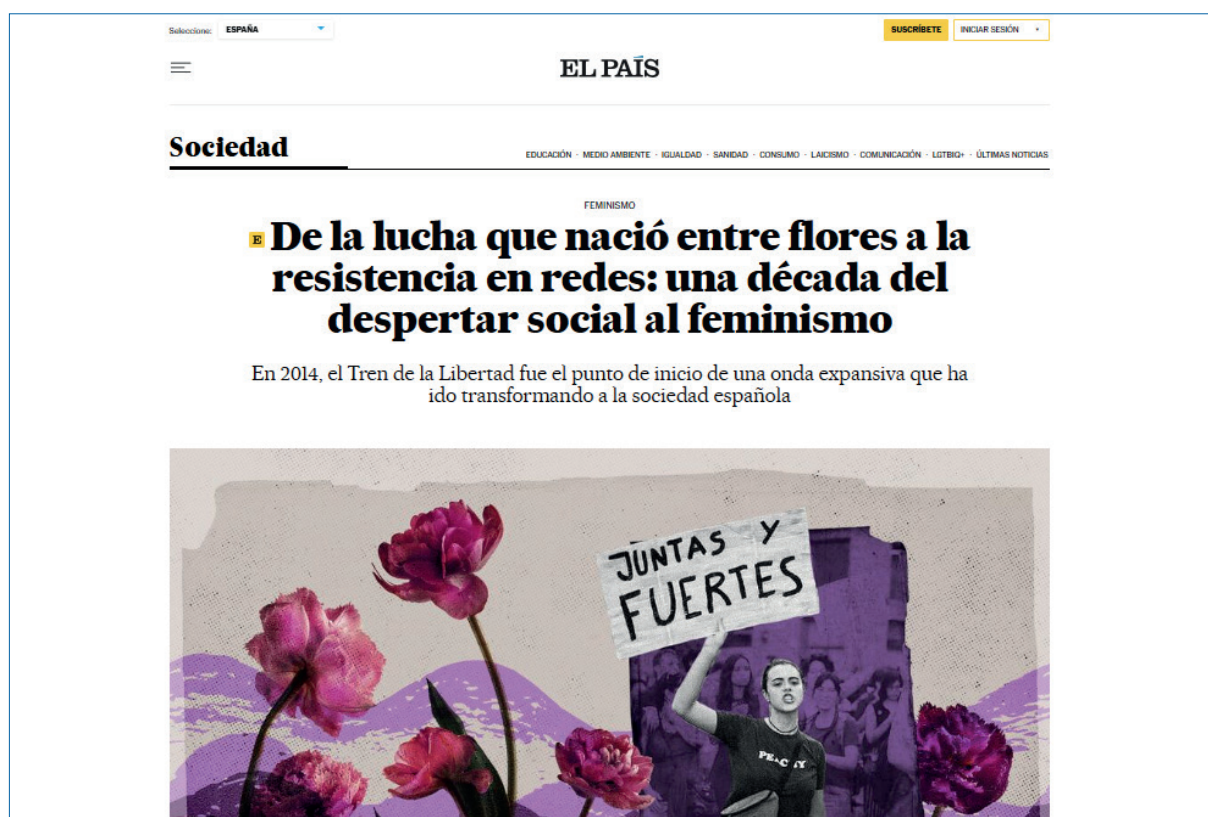 Seleccione: ESPAÑA
SUSCRÍBETE INICIAR SESIÓN
EL PAÍS
Sociedad
EDUCACIÓN · MEDIO AMBIENTE · IGUALDAD · SANIDAD · CONSUMO · LAICISMO · COMUNICACIÓN · LGTBIQ+ · ÚLTIMAS NOTICIAS
FEMINISMO
E De la lucha que nació entre flores a la
resistencia en redes: una década del
despertar social al feminismo
En 2014, el Tren de la Libertad fue el punto de inicio de una onda expansiva que ha
ido transformando a la sociedad española
JUNTAS Y
FUERTES